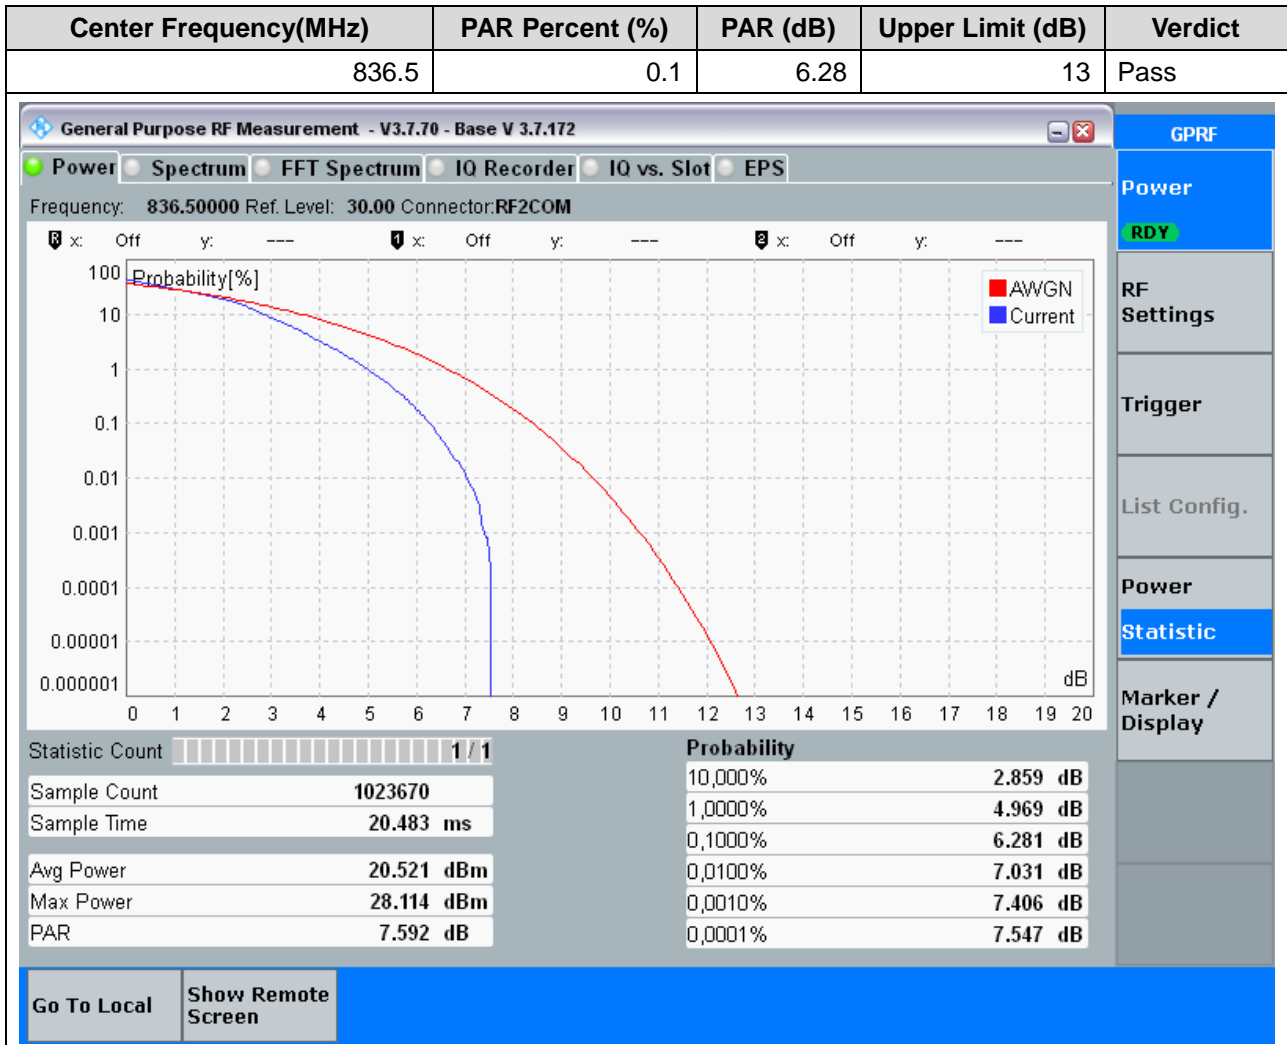 Center Frequency(MHz) PAR Percent (%) PAR (dB) Upper Limit (dB) Verdict
836.5 0.1 6.28 13 Pass
General Purpose RF Measurement - V3.7.70 - Base V 3.7.172
GPRF
Power Spectrum FFT Spectrum IQ Recorder IQ vs. Slot EPS
Power
RDY
Frequency: 836.50000 Ref. Level: 30.00 Connector:RF2COM
R x: Off y: --- 1 x: Off y: --- 2 x: Off y: ---
Probability[%]
AWGN
Current
100
10
1
0.1
0.01
0.001
0.0001
0.00001
0.000001
dB
0 1 2 3 4 5 6 7 8 9 10 11 12 13 14 15 16 17 18 19 20
RF
Settings
Trigger
List Config.
Power
Statistic
Marker /
Display
Statistic Count 1 / 1
Sample Count 1023670
Sample Time 20.483 ms
Avg Power 20.521 dBm
Max Power 28.114 dBm
PAR 7.592 dB
Probability
10,000% 2.859 dB
1,0000% 4.969 dB
0,1000% 6.281 dB
0,0100% 7.031 dB
0,0010% 7.406 dB
0,0001% 7.547 dB
Go To Local
Show Remote
Screen